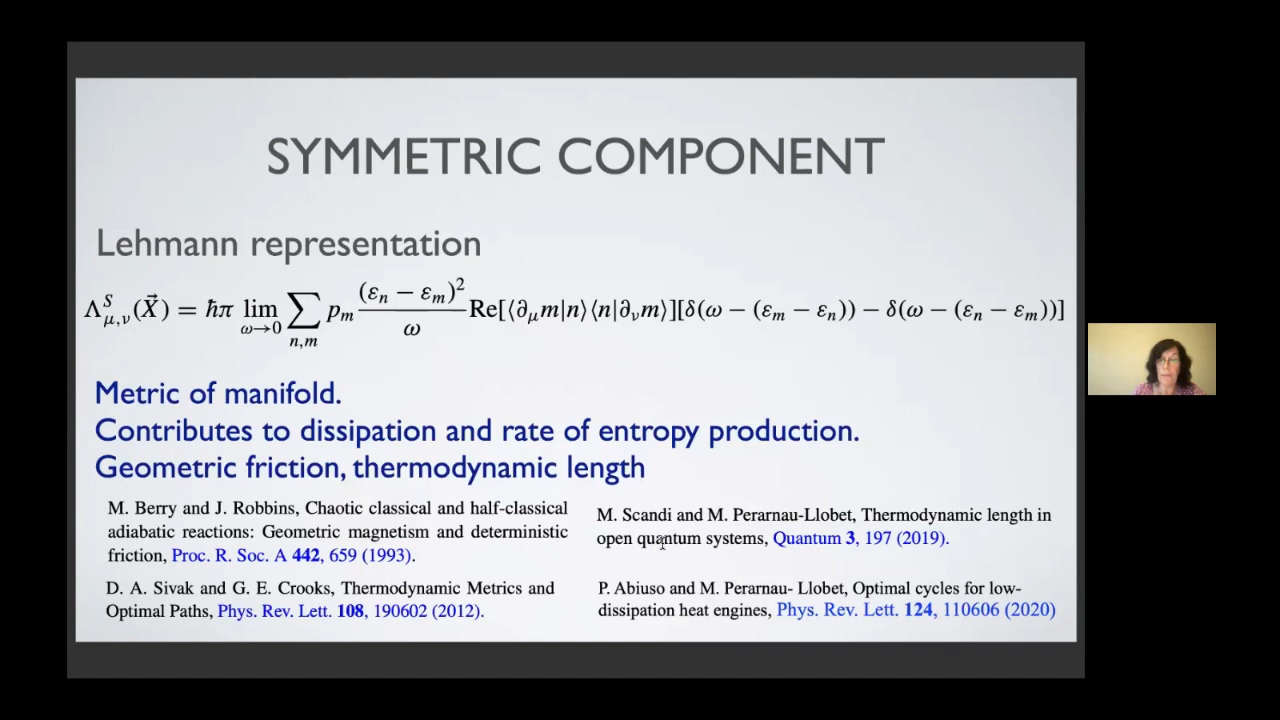 SYMMETRIC COMPONENT
Lehmann representation
Λ^S_{μ,ν}(X⃗) = ħπ lim_{ω→0} ∑_{n,m} p_m (ε_n − ε_m)²/ω Re[⟨∂_μ m|n⟩⟨n|∂_ν m⟩][δ(ω − (ε_m − ε_n)) − δ(ω − (ε_n − ε_m))]
Metric of manifold.
Contributes to dissipation and rate of entropy production.
Geometric friction, thermodynamic length
M. Berry and J. Robbins, Chaotic classical and half-classical
adiabatic reactions: Geometric magnetism and deterministic
friction, Proc. R. Soc. A 442, 659 (1993).
D. A. Sivak and G. E. Crooks, Thermodynamic Metrics and
Optimal Paths, Phys. Rev. Lett. 108, 190602 (2012).
M. Scandi and M. Perarnau-Llobet, Thermodynamic length in
open quantum systems, Quantum 3, 197 (2019).
P. Abiuso and M. Perarnau- Llobet, Optimal cycles for low-
dissipation heat engines, Phys. Rev. Lett. 124, 110606 (2020)